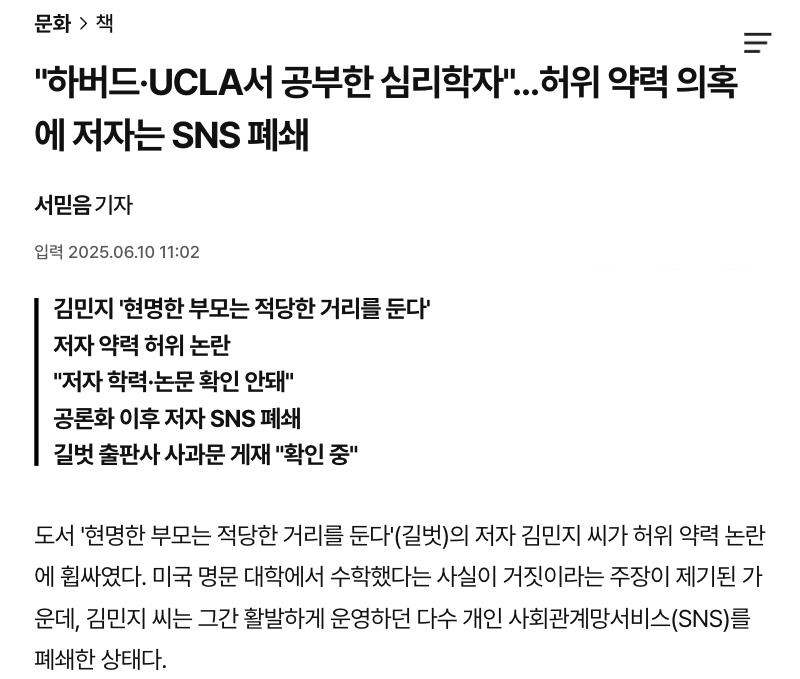 문화 > 책
"하버드·UCLA서 공부한 심리학자"...허위 약력 의혹
에 저자는 SNS 폐쇄
서믿음 기자
입력 2025.06.10 11:02
김민지 '현명한 부모는 적당한 거리를 둔다'
저자 약력 허위 논란
"저자 학력·논문 확인 안돼"
공론화 이후 저자 SNS 폐쇄
길벗 출판사 사과문 게재 "확인 중"
도서 '현명한 부모는 적당한 거리를 둔다'(길벗)의 저자 김민지 씨가 허위 약력 논란
에 휩싸였다. 미국 명문 대학에서 수학했다는 사실이 거짓이라는 주장이 제기된 가
운데, 김민지 씨는 그간 활발하게 운영하던 다수 개인 사회관계망서비스(SNS)를
폐쇄한 상태다.